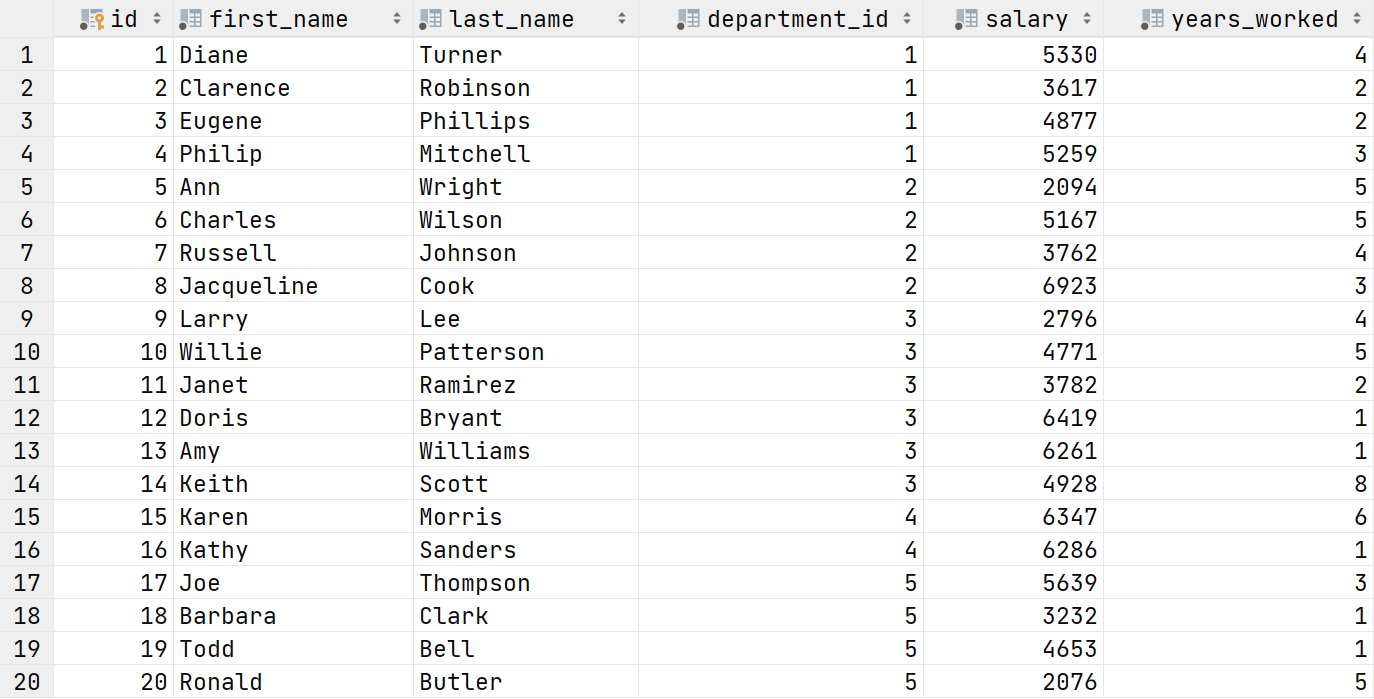 id first_name last_name department_id salary years_worked
1 1 Diane Turner 1 5330 4
2 2 Clarence Robinson 1 3617 2
3 3 Eugene Phillips 1 4877 2
4 4 Philip Mitchell 1 5259 3
5 5 Ann Wright 2 2094 5
6 6 Charles Wilson 2 5167 5
7 7 Russell Johnson 2 3762 4
8 8 Jacqueline Cook 2 6923 3
9 9 Larry Lee 3 2796 4
10 10 Willie Patterson 3 4771 5
11 11 Janet Ramirez 3 3782 2
12 12 Doris Bryant 3 6419 1
13 13 Amy Williams 3 6261 1
14 14 Keith Scott 3 4928 8
15 15 Karen Morris 4 6347 6
16 16 Kathy Sanders 4 6286 1
17 17 Joe Thompson 5 5639 3
18 18 Barbara Clark 5 3232 1
19 19 Todd Bell 5 4653 1
20 20 Ronald Butler 5 2076 5